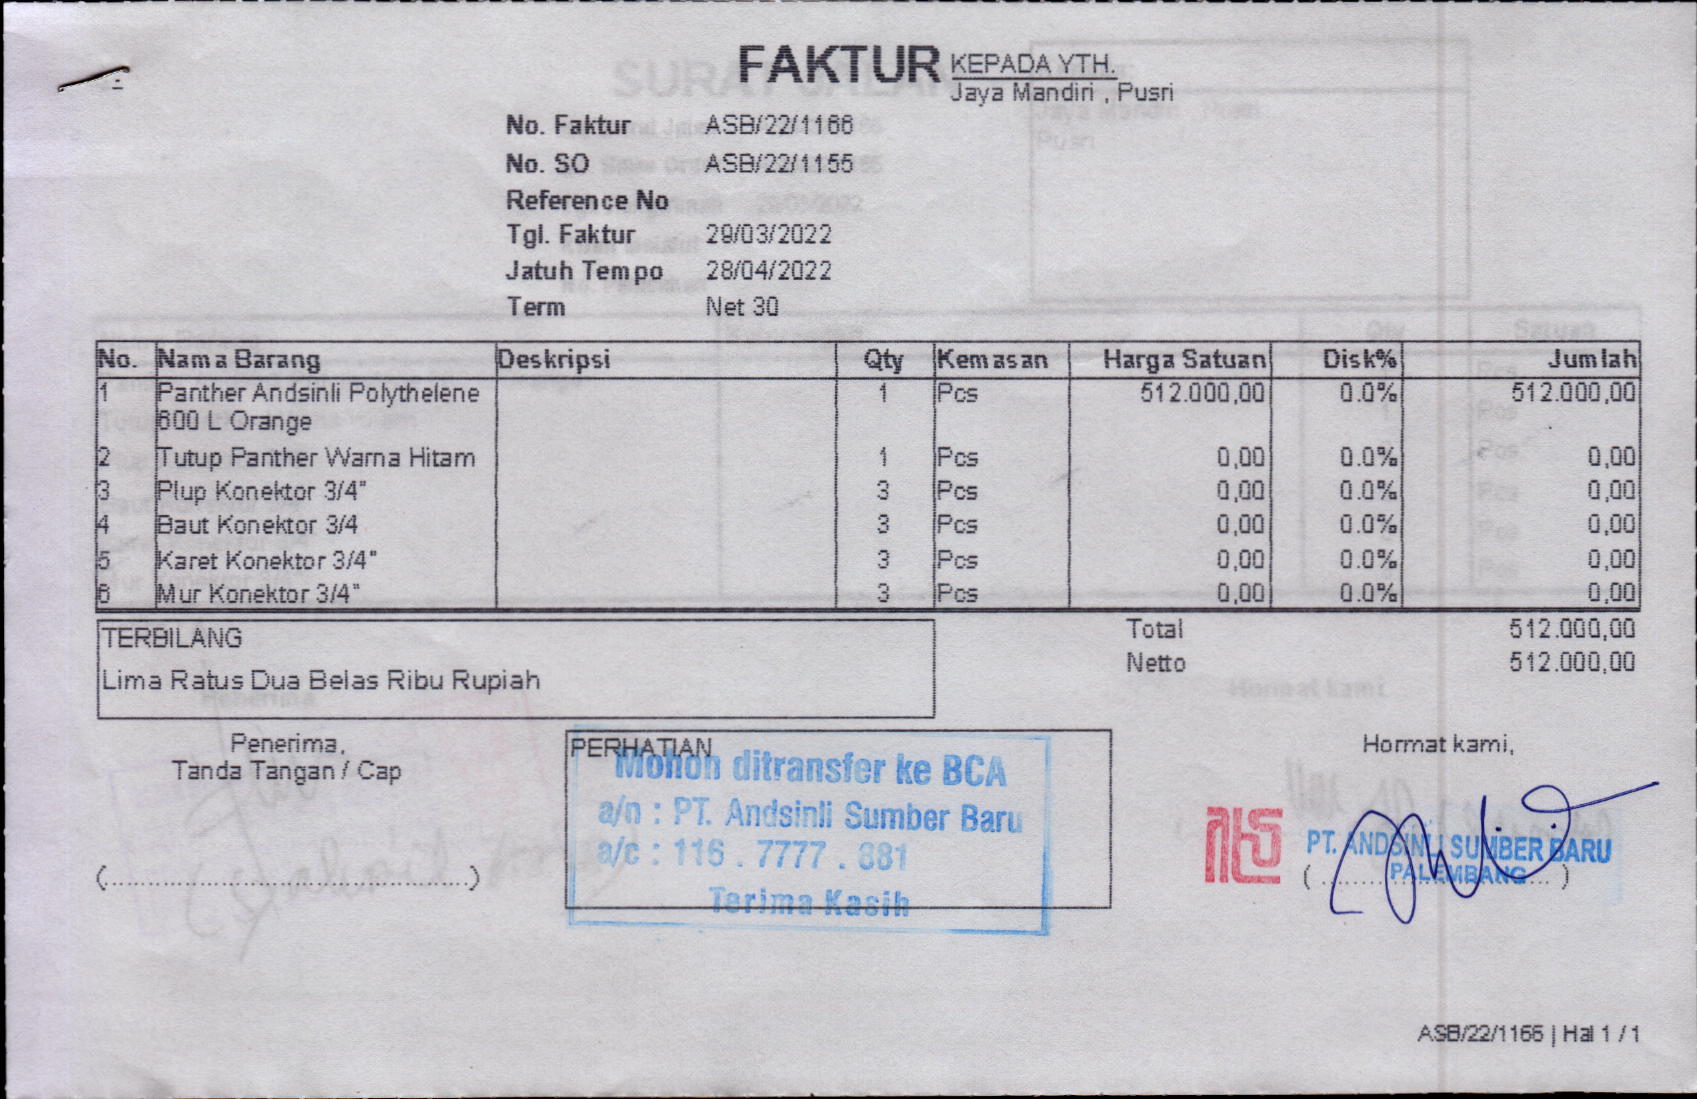 FAKTUR
KEPADA YTH.
Jaya Mandiri , Pusri
No. Faktur ASB/22/1166
No. SO ASB/22/1155
Reference No
Tgl. Faktur 29/03/2022
Jatuh Tempo 28/04/2022
Term Net 30
No. Nama Barang Deskripsi Qty Kemasan Harga Satuan Disk% Jumlah
1 Panther Andsinli Polythelene 1 Pcs 512.000,00 0.0% 512.000,00
600 L Orange
2 Tutup Panther Warna Hitam 1 Pcs 0,00 0.0% 0,00
3 Plup Konektor 3/4" 3 Pcs 0,00 0.0% 0,00
4 Baut Konektor 3/4 3 Pcs 0,00 0.0% 0,00
5 Karet Konektor 3/4" 3 Pcs 0,00 0.0% 0,00
6 Mur Konektor 3/4" 3 Pcs 0,00 0.0% 0,00
TERBILANG
Lima Ratus Dua Belas Ribu Rupiah
Total 512.000,00
Netto 512.000,00
Penerima,
Tanda Tangan / Cap
(................................................)
PERHATIAN
Mohon ditransfer ke BCA
a/n : PT. Andsinli Sumber Baru
a/c : 116 . 7777 . 881
Terima Kasih
Hormat kami,
PT. ANDSINLI SUMBER BARU
PALEMBANG
ASB/22/1166 | Hal 1 / 1